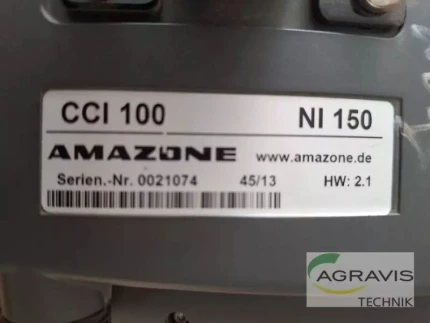 CCI 100 NI 150
AMAZONE www.amazone.de
Serien.-Nr. 0021074 45/13 HW: 2.1
AGRAVIS
TECHNIK